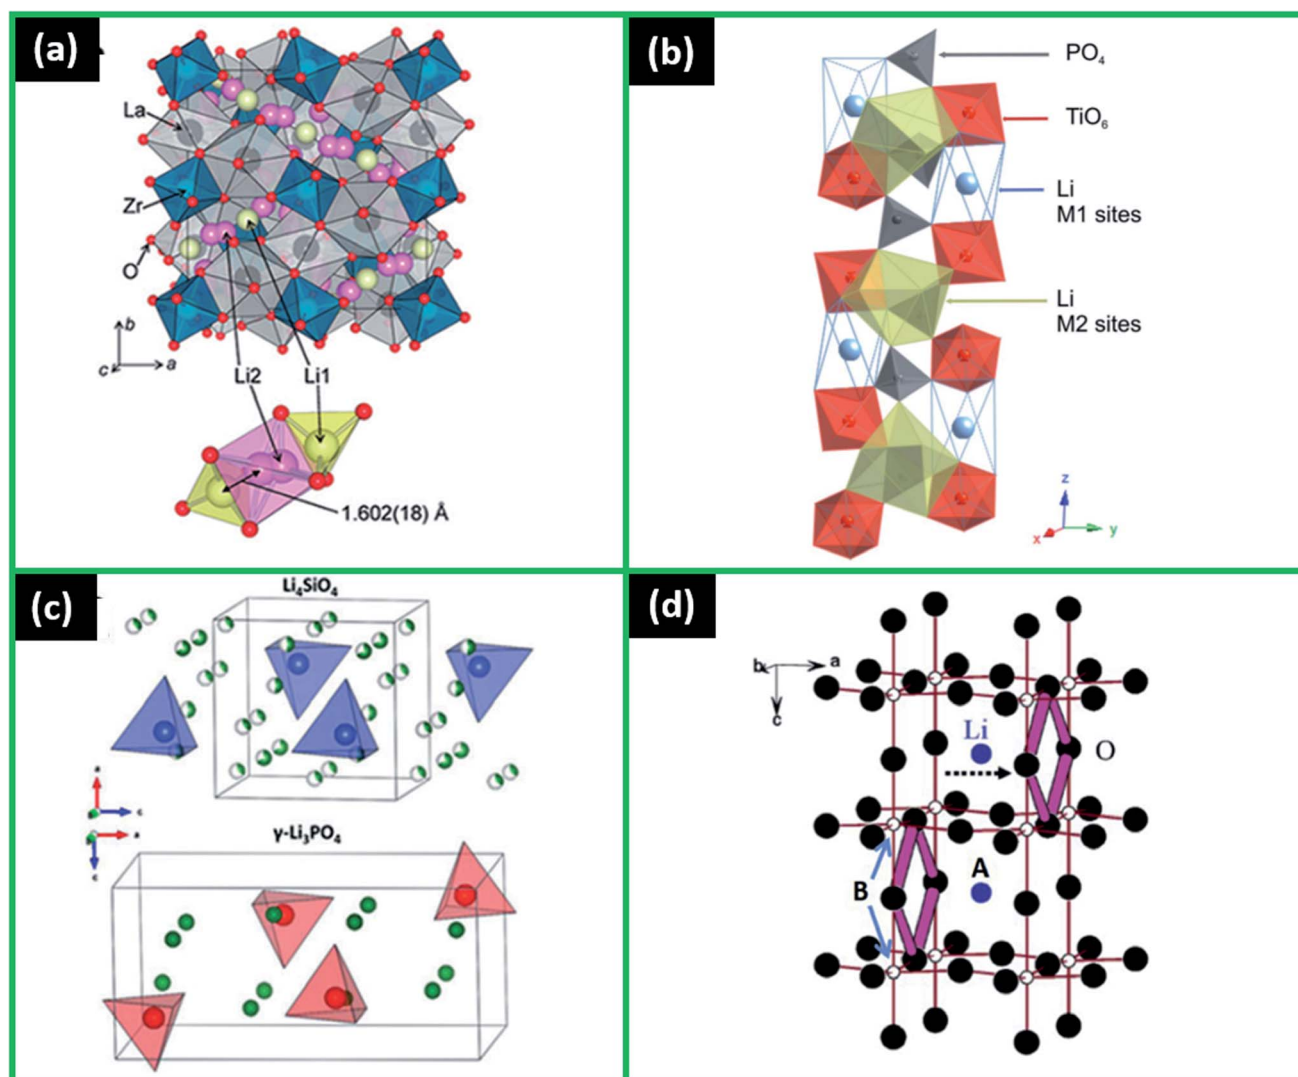 (a)
La
Zr
O
b
c
a
Li2
Li1
1.602(18) Å
(b)
PO₄
TiO₆
Li
M1 sites
Li
M2 sites
z
x
y
(c)
Li₄SiO₄
a
c
a
c
γ-Li₃PO₄
(d)
b
a
c
Li
O
A
B